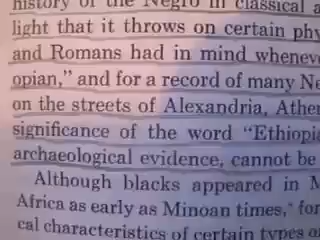 history of the Negro in classical a
light that it throws on certain phy
and Romans had in mind wheneve
opian," and for a record of many Ne
on the streets of Alexandria, Athen
significance of the word "Ethiopia
archaeological evidence, cannot be
Although blacks appeared in M
Africa as early as Minoan times, for
cal characteristics of certain types o